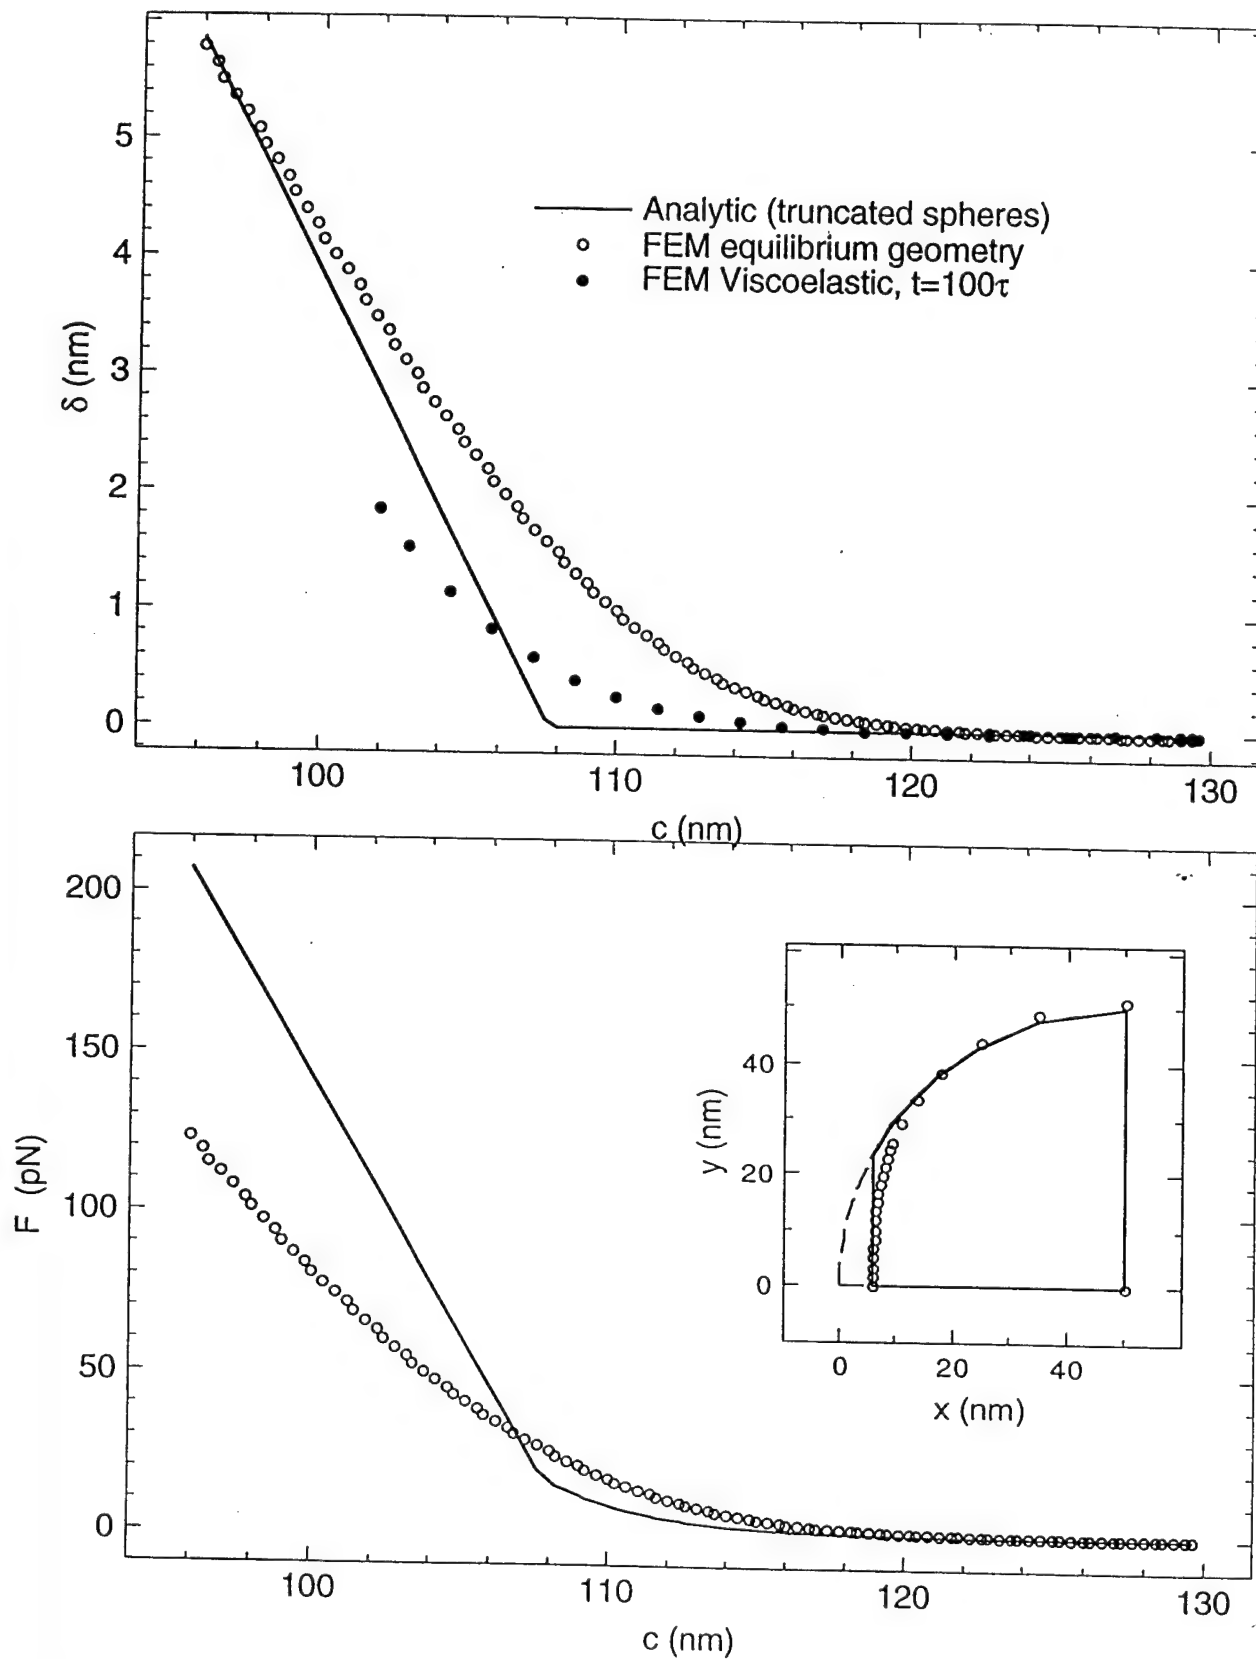 5
4
3
2
1
0
δ (nm)
Analytic (truncated spheres)
FEM equilibrium geometry
FEM Viscoelastic, t=100τ
100
110
120
130
c (nm)
200
150
100
50
0
F (pN)
40
20
0
y (nm)
0
20
40
x (nm)
100
110
120
130
c (nm)